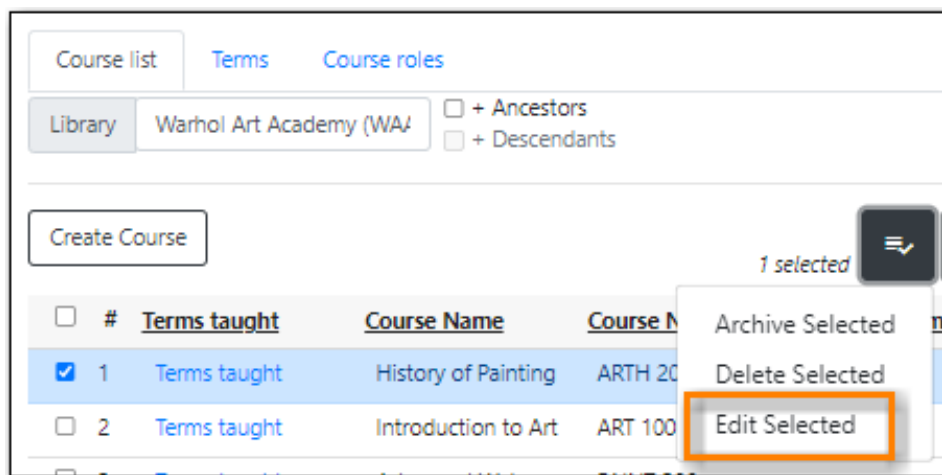 Course list Terms Course roles
Library Warhol Art Academy (WAA
+ Ancestors
+ Descendants
Create Course
1 selected
# Terms taught Course Name Course N
Archive Selected
Delete Selected
Edit Selected
1 Terms taught History of Painting ARTH 20
2 Terms taught Introduction to Art ART 100